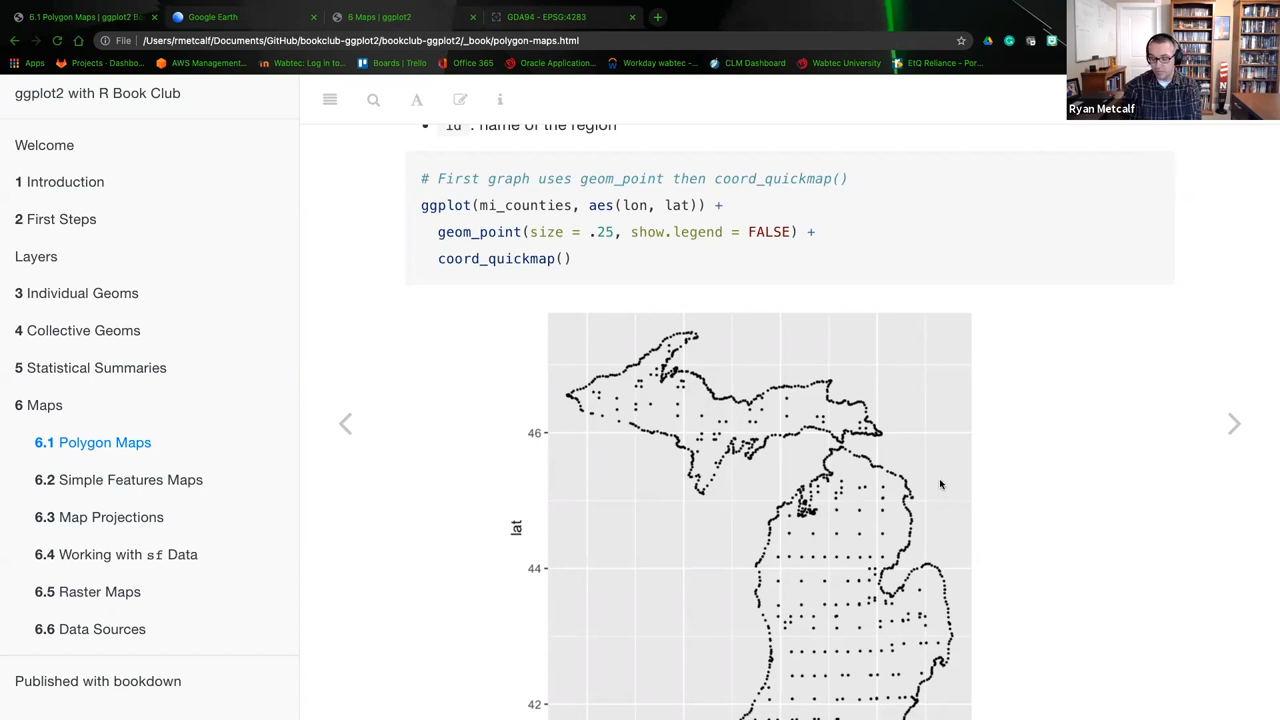 6.1 Polygon Maps | ggplot2 B
Google Earth
6 Maps | ggplot2
GDA94 - EPSG:4283
File /Users/rmetcalf/Documents/GitHub/bookclub-ggplot2/bookclub-ggplot2/_book/polygon-maps.html
Apps Projects - Dashbo... AWS Management... How to insert in-lin... Boards | Trello Office 365 Oracle Application... Workday wabtec -... CLM Dashboard Wabtec University EtQ Reliance - Por...
Ryan Metcalf
ggplot2 with R Book Club
Welcome
1 Introduction
2 First Steps
Layers
3 Individual Geoms
4 Collective Geoms
5 Statistical Summaries
6 Maps
6.1 Polygon Maps
6.2 Simple Features Maps
6.3 Map Projections
6.4 Working with sf Data
6.5 Raster Maps
6.6 Data Sources
Published with bookdown
id : name of the region
# First graph uses geom_point then coord_quickmap()
ggplot(mi_counties, aes(lon, lat)) +
geom_point(size = .25, show.legend = FALSE) +
coord_quickmap()
46
lat
44
42